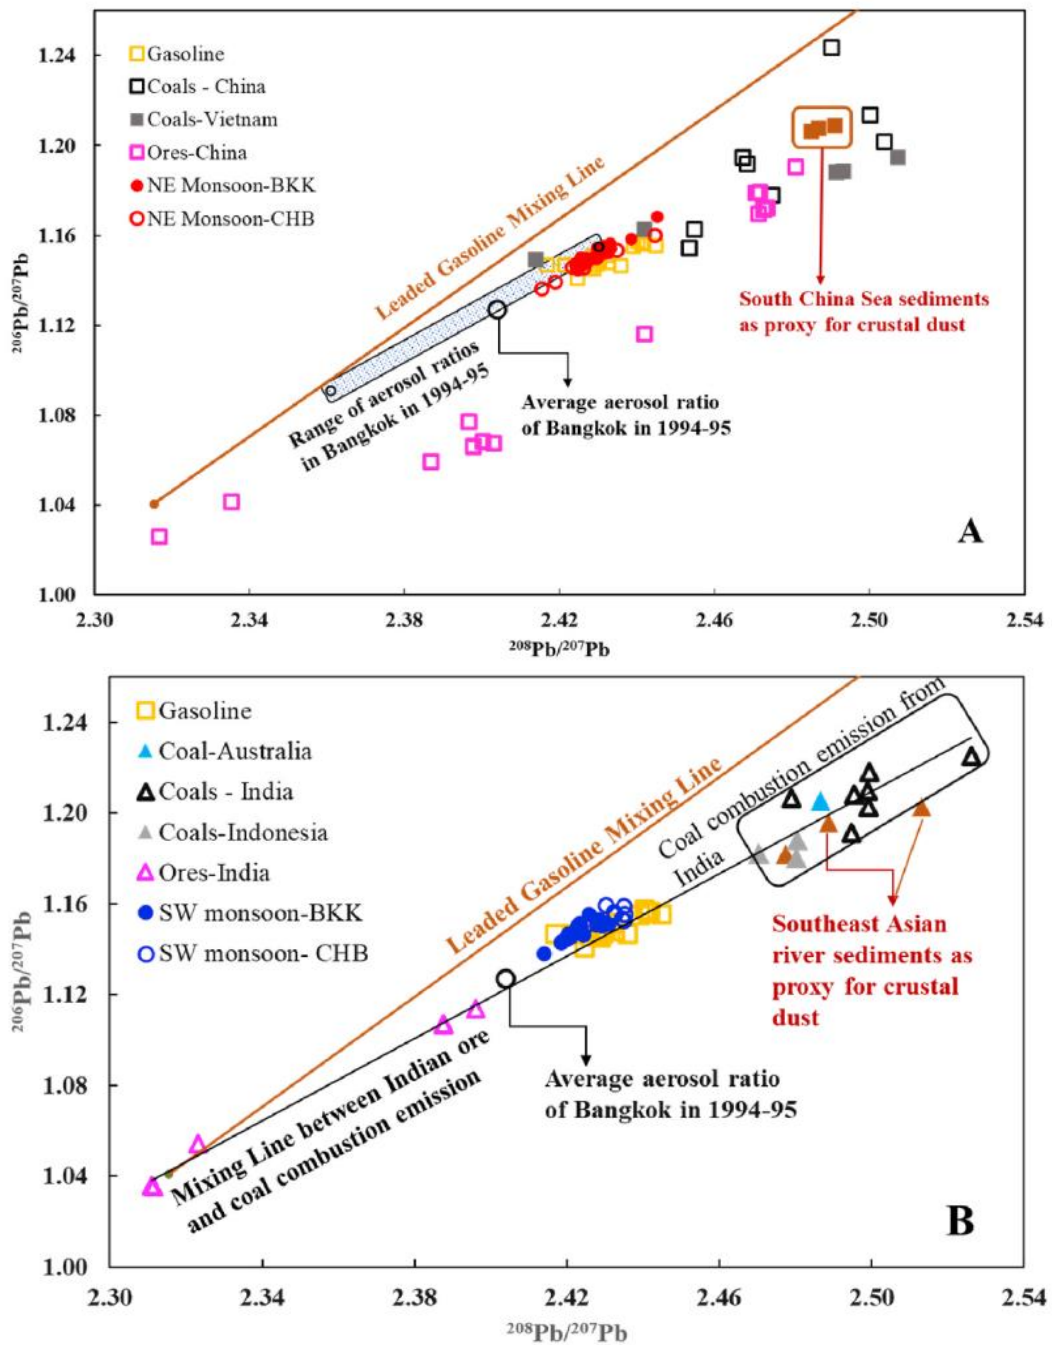 1.24
1.20
1.16
1.12
1.08
1.04
1.00
²⁰⁶Pb/²⁰⁷Pb
Gasoline
Coals - China
Coals-Vietnam
Ores-China
NE Monsoon-BKK
NE Monsoon-CHB
Leaded Gasoline Mixing Line
South China Sea sediments
as proxy for crustal dust
Range of aerosol ratios
in Bangkok in 1994-95
Average aerosol ratio
of Bangkok in 1994-95
A
2.30 2.34 2.38 2.42 2.46 2.50 2.54
²⁰⁸Pb/²⁰⁷Pb
1.24
1.20
1.16
1.12
1.08
1.04
1.00
²⁰⁶Pb/²⁰⁷Pb
Gasoline
Coal-Australia
Coals - India
Coals-Indonesia
Ores-India
SW monsoon-BKK
SW monsoon- CHB
Leaded Gasoline Mixing Line
Coal combustion emission from
India
Southeast Asian
river sediments as
proxy for crustal
dust
Mixing Line between Indian ore
and coal combustion emission
Average aerosol ratio
of Bangkok in 1994-95
B
2.30 2.34 2.38 2.42 2.46 2.50 2.54
²⁰⁸Pb/²⁰⁷Pb